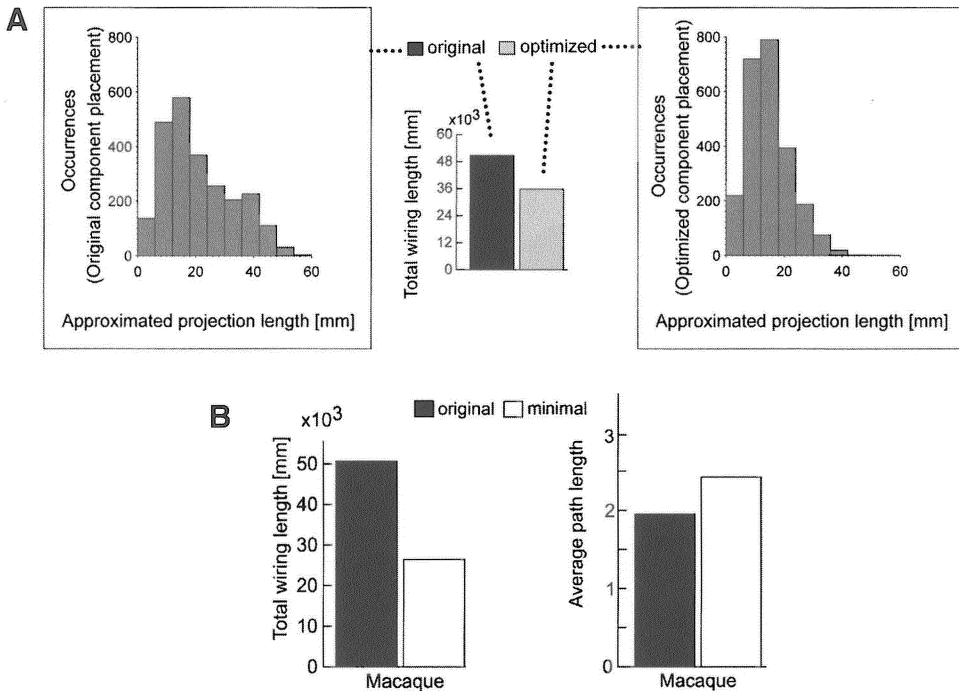 A
800
600
400
200
0
Occurrences
(Original component placement)
0 20 40 60
Approximated projection length [mm]
original optimized
x10³
60
48
36
24
12
0
Total wiring length [mm]
800
600
400
200
0
Occurrences
(Optimized component placement)
0 20 40 60
Approximated projection length [mm]
B
original minimal
x10³
50
40
30
20
10
0
Total wiring length [mm]
Macaque
3
2
1
0
Average path length
Macaque